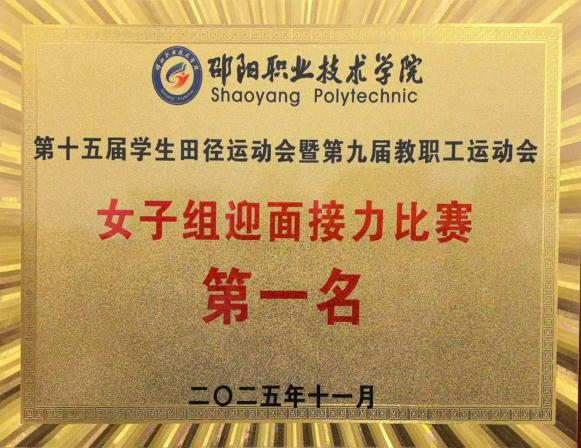 邵阳职业技术学院
Shaoyang Polytechnic
第十五届学生田径运动会暨第九届教职工运动会
女子组迎面接力比赛
第一名
二〇二五年十一月